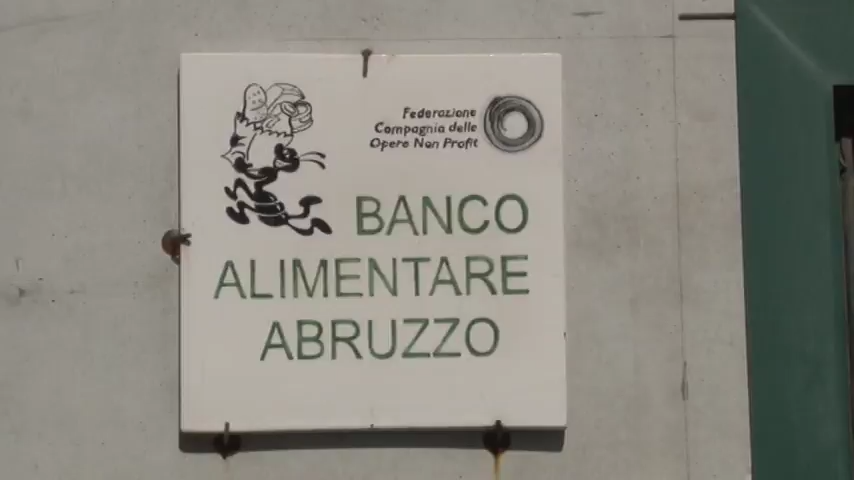 Federazione
Compagnia delle
Opere Non Profit
BANCO
ALIMENTARE
ABRUZZO